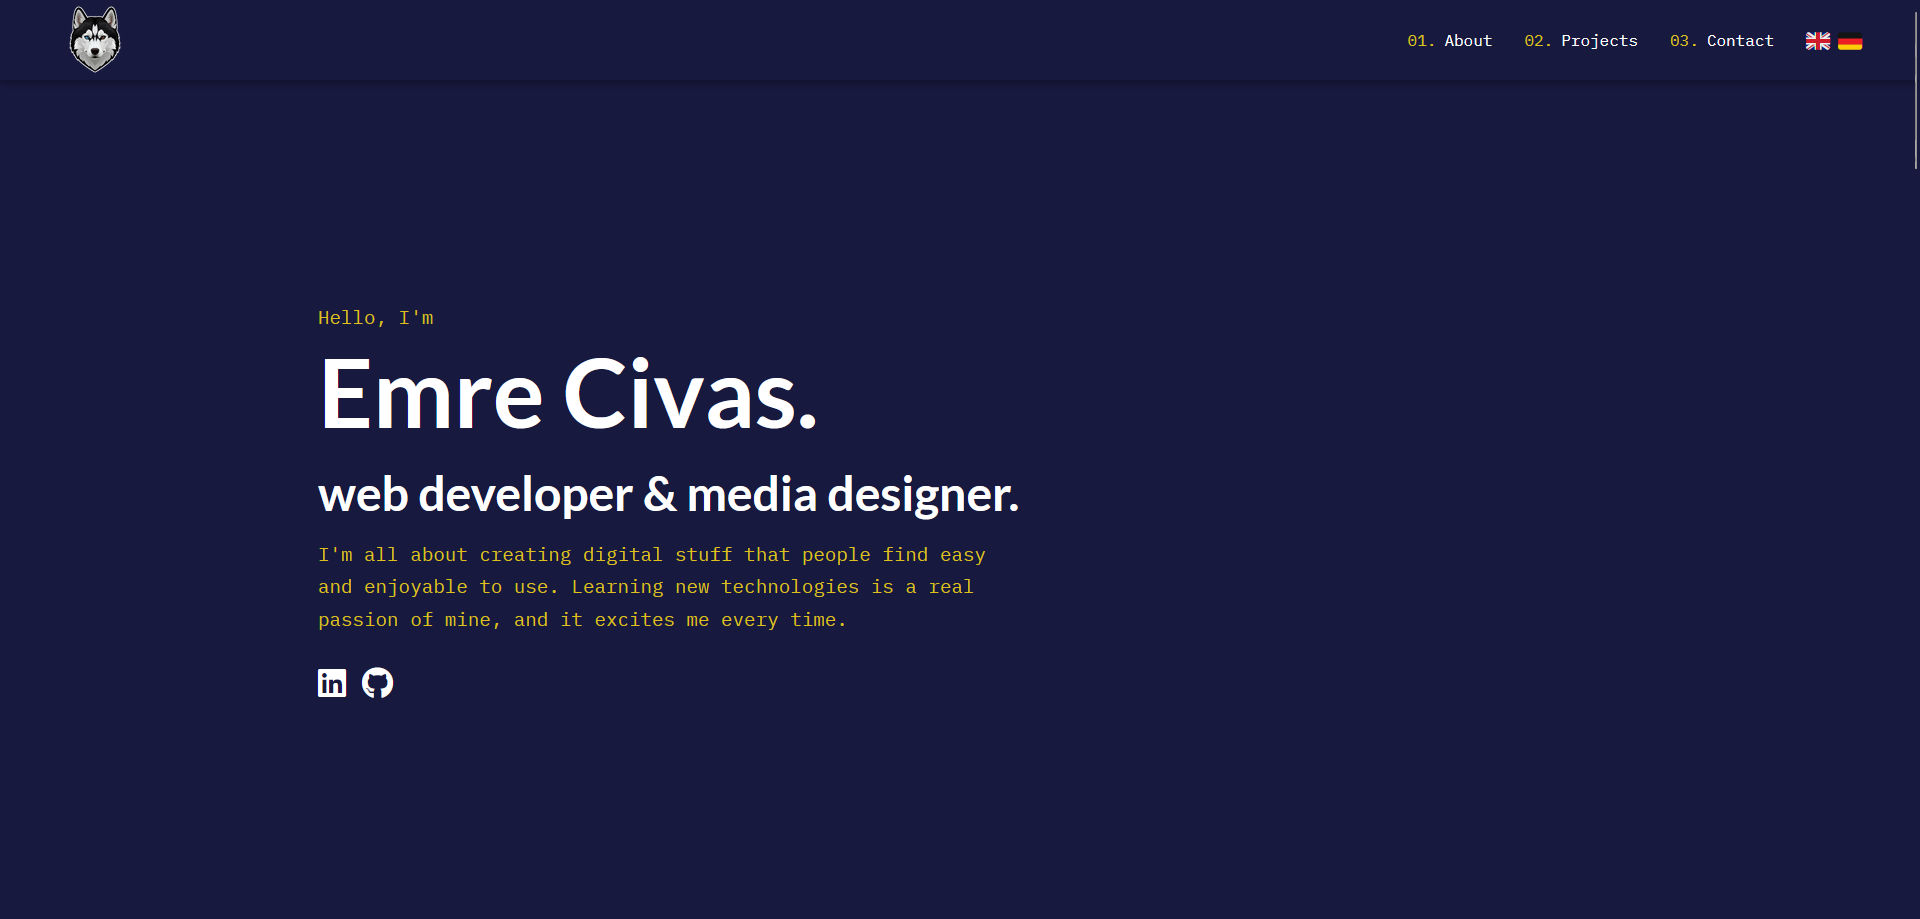 01. About 02. Projects 03. Contact
Hello, I'm
Emre Civas.
web developer & media designer.
I'm all about creating digital stuff that people find easy
and enjoyable to use. Learning new technologies is a real
passion of mine, and it excites me every time.
in